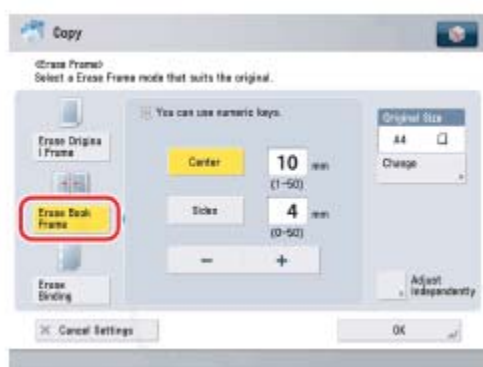 Copy
<Erase Frame>
Select a Erase Frame mode that suits the original.
You can use numeric keys.
Original Size
A4
Change
Erase Origina
l Frame
Center
10 mm
(1-50)
Erase Book
Frame
Sides
4 mm
(0-50)
- +
Erase
Binding
Adjust
Independently
Cancel Settings
OK